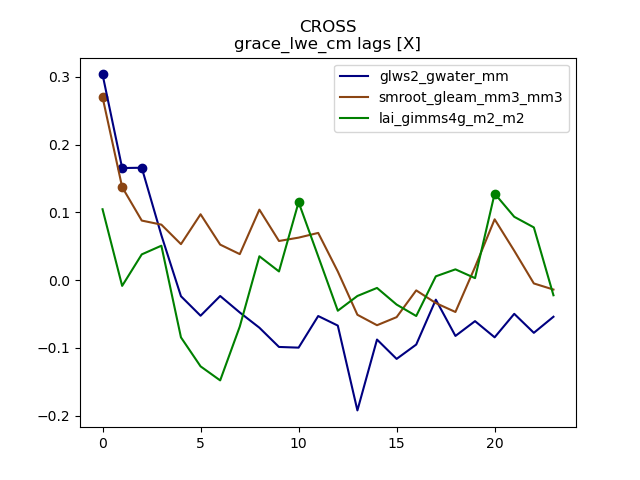 CROSS
grace_lwe_cm lags [X]
glws2_gwater_mm
smroot_gleam_mm3_mm3
lai_gimms4g_m2_m2
0.3
0.2
0.1
0.0
−0.1
−0.2
0 5 10 15 20